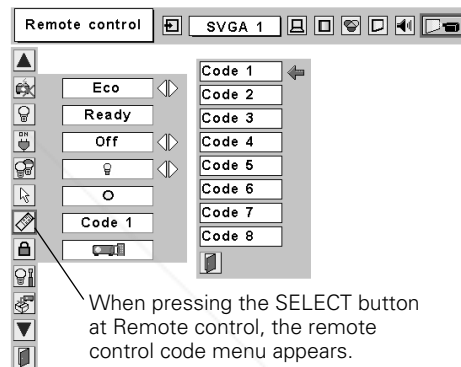 Remote control
SVGA 1
Eco
Ready
Off
Code 1
Code 1
Code 2
Code 3
Code 4
Code 5
Code 6
Code 7
Code 8
ON
When pressing the SELECT button
at Remote control, the remote
control code menu appears.